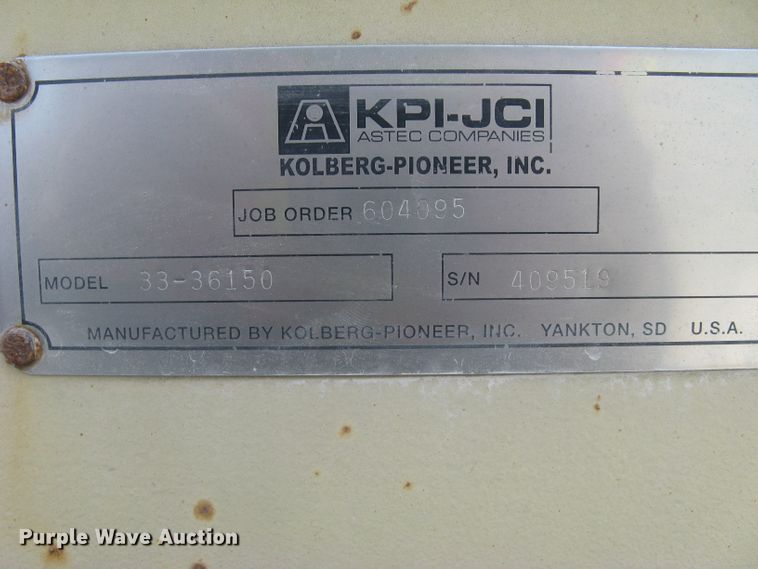 KPI-JCI
ASTEC COMPANIES
KOLBERG-PIONEER, INC.
JOB ORDER 604095
MODEL 33-36150
S/N 409519
MANUFACTURED BY KOLBERG-PIONEER, INC. YANKTON, SD U.S.A.
Purple Wave Auction